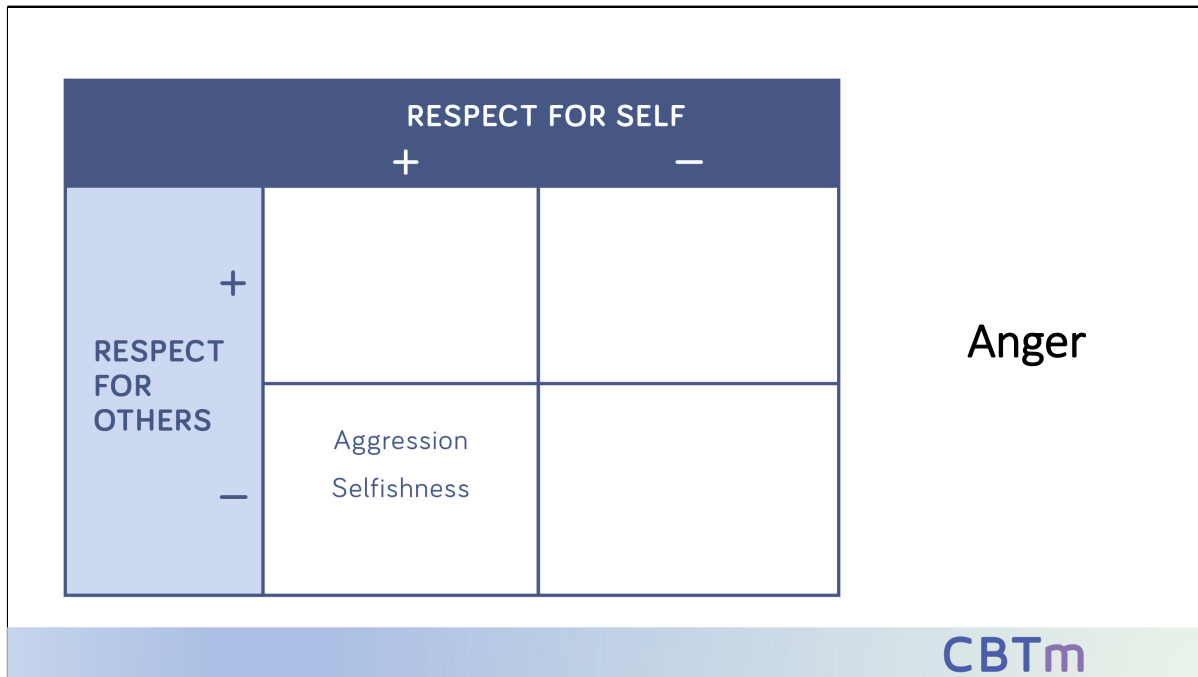 RESPECT FOR SELF
+ —
+
RESPECT
FOR
OTHERS
—
Aggression
Selfishness
Anger
CBTm